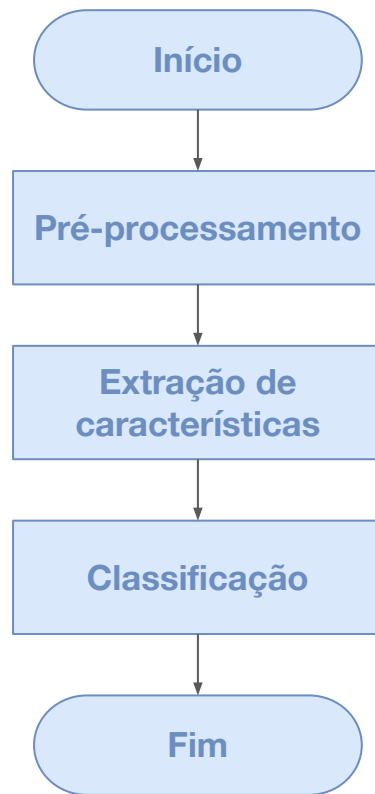 Início
Pré-processamento
Extração de
características
Classificação
Fim